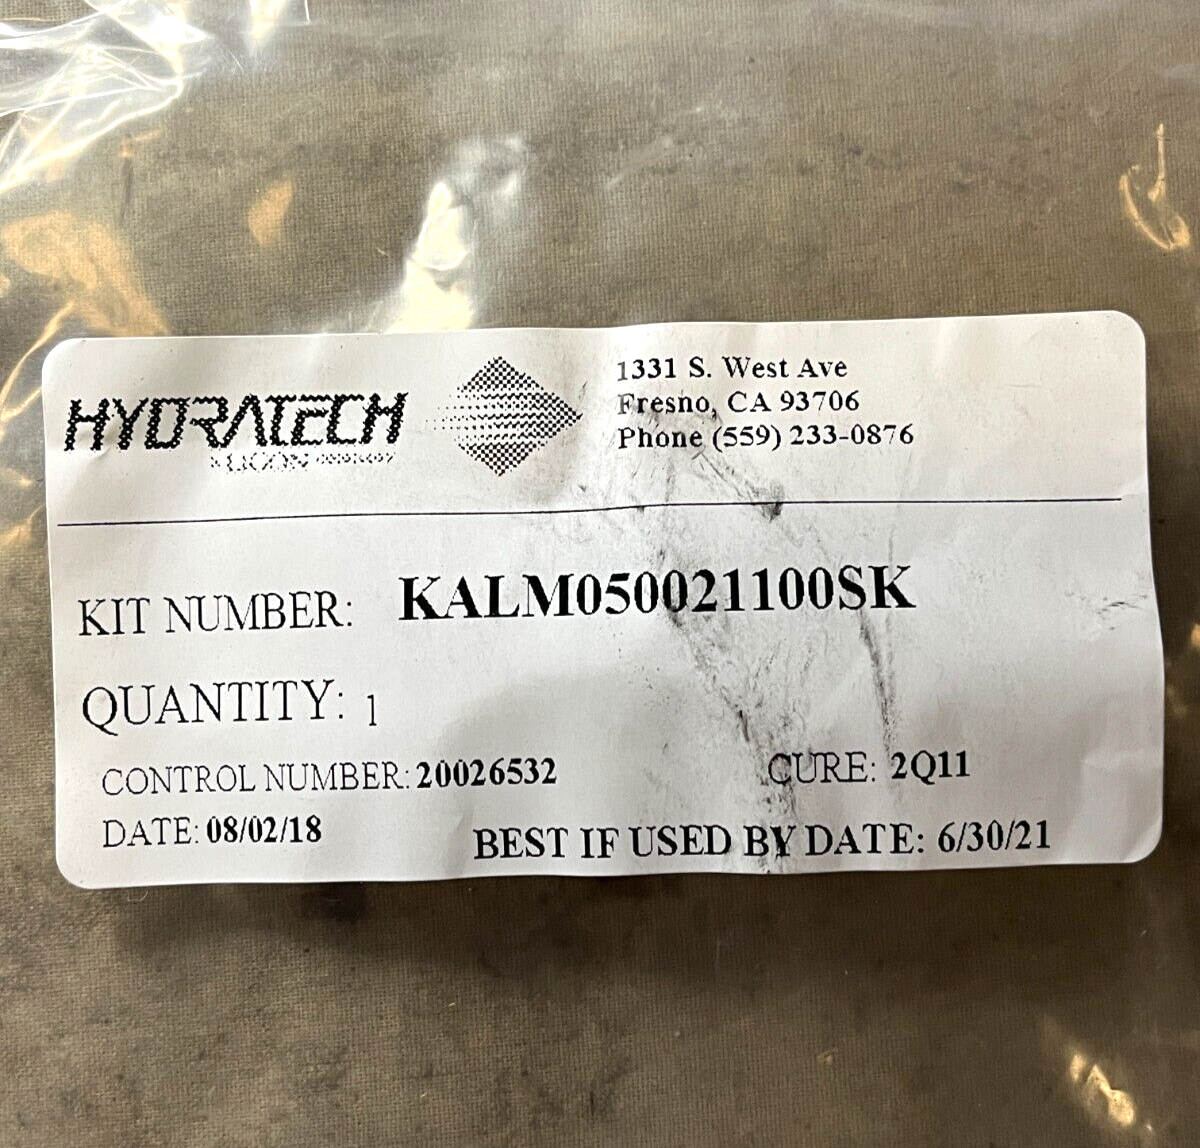 HYDRATECH
1331 S. West Ave
Fresno, CA 93706
Phone (559) 233-0876
KIT NUMBER: KALM050021100SK
QUANTITY: 1
CONTROL NUMBER: 20026532
CURE: 2Q11
DATE: 08/02/18
BEST IF USED BY DATE: 6/30/21